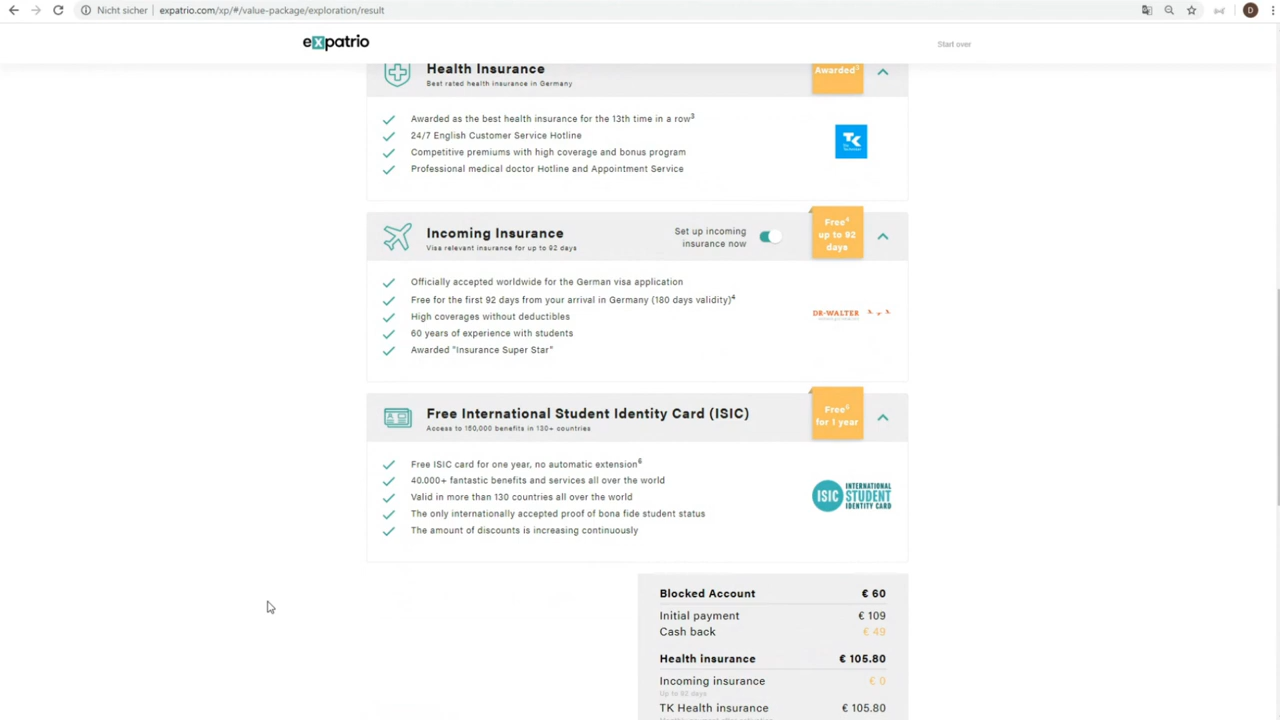 Nicht sicher
expatrio.com/xp/#/value-package/exploration/result
D
expatrio
Start over
Health Insurance
Best rated health insurance in Germany
Awarded
Awarded as the best health insurance for the 13th time in a row³
24/7 English Customer Service Hotline
Competitive premiums with high coverage and bonus program
Professional medical doctor Hotline and Appointment Service
TK
Incoming Insurance
Visa relevant insurance for up to 92 days
Set up incoming
insurance now
Free⁴
up to 92
days
Officially accepted worldwide for the German visa application
Free for the first 92 days from your arrival in Germany (180 days validity)⁴
High coverages without deductibles
60 years of experience with students
Awarded "Insurance Super Star"
DR-WALTER
Free International Student Identity Card (ISIC)
Access to 150,000 benefits in 130+ countries
Free
for 1 year
Free ISIC card for one year, no automatic extension⁶
40.000+ fantastic benefits and services all over the world
Valid in more than 130 countries all over the world
The only internationally accepted proof of bona fide student status
The amount of discounts is increasing continuously
ISIC INTERNATIONAL
STUDENT
IDENTITY CARD
Blocked Account € 60
Initial payment € 109
Cash back € 49
Health insurance € 105.80
Incoming insurance € 0
Up to 92 days
TK Health insurance € 105.80